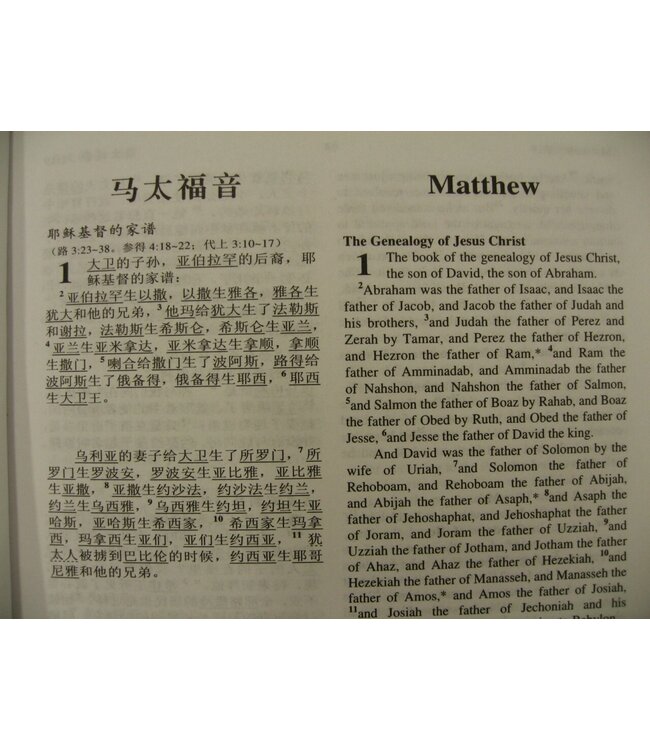 马太福音
耶稣基督的家谱
（路 3:23~38。参得 4:18~22；代上 3:10~17）
1 大卫的子孙，亚伯拉罕的后裔，耶
稣基督的家谱：
2 亚伯拉罕生以撒，以撒生雅各，雅各生
犹大和他的兄弟，3 他玛给犹大生了法勒斯
和谢拉，法勒斯生希斯仑，希斯仑生亚兰，
4 亚兰生亚米拿达，亚米拿达生拿顺，拿顺
生撒门，5 喇合给撒门生了波阿斯，路得给
波阿斯生了俄备得，俄备得生耶西，6 耶西
生大卫王。
乌利亚的妻子给大卫生了所罗门，7 所
罗门生罗波安，罗波安生亚比雅，亚比雅
生亚撒，8 亚撒生约沙法，约沙法生约兰，
约兰生乌西雅，9 乌西雅生约坦，约坦生亚
哈斯，亚哈斯生希西家，10 希西家生玛拿
西，玛拿西生亚们，亚们生约西亚，11 犹
太人被掳到巴比伦的时候，约西亚生耶哥
尼雅和他的兄弟。
Matthew
The Genealogy of Jesus Christ
1 The book of the genealogy of Jesus Christ,
the son of David, the son of Abraham.
2Abraham was the father of Isaac, and Isaac the
father of Jacob, and Jacob the father of Judah and
his brothers, 3and Judah the father of Perez and
Zerah by Tamar, and Perez the father of Hezron,
and Hezron the father of Ram,* 4and Ram the
father of Amminadab, and Amminadab the father
of Nahshon, and Nahshon the father of Salmon,
5and Salmon the father of Boaz by Rahab, and Boaz
the father of Obed by Ruth, and Obed the father of
Jesse, 6and Jesse the father of David the king.
And David was the father of Solomon by the
wife of Uriah, 7and Solomon the father of
Rehoboam, and Rehoboam the father of Abijah,
and Abijah the father of Asaph,* 8and Asaph the
father of Jehoshaphat, and Jehoshaphat the father
of Joram, and Joram the father of Uzziah, 9and
Uzziah the father of Jotham, and Jotham the father
of Ahaz, and Ahaz the father of Hezekiah, 10and
Hezekiah the father of Manasseh, and Manasseh the
father of Amos,* and Amos the father of Josiah,
11and Josiah the father of Jechoniah and his